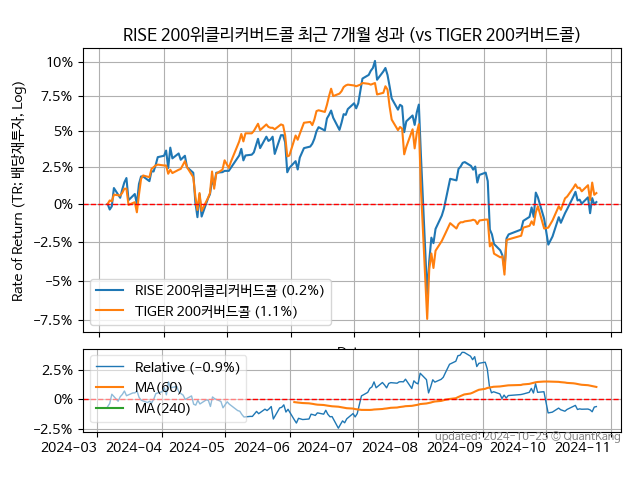 RISE 200위클리커버드콜 최근 7개월 성과 (vs TIGER 200커버드콜)
Rate of Return (TR: 배당재투자, Log)
10%
7.5%
5%
2.5%
0%
−2.5%
−5%
−7.5%
RISE 200위클리커버드콜 (0.2%)
TIGER 200커버드콜 (1.1%)
2.5%
0%
−2.5%
Relative (−0.9%)
MA(60)
MA(240)
updated: 2024-10-25 © QuantKang
2024−03 2024−04 2024−05 2024−06 2024−07 2024−08 2024−09 2024−10 2024−11